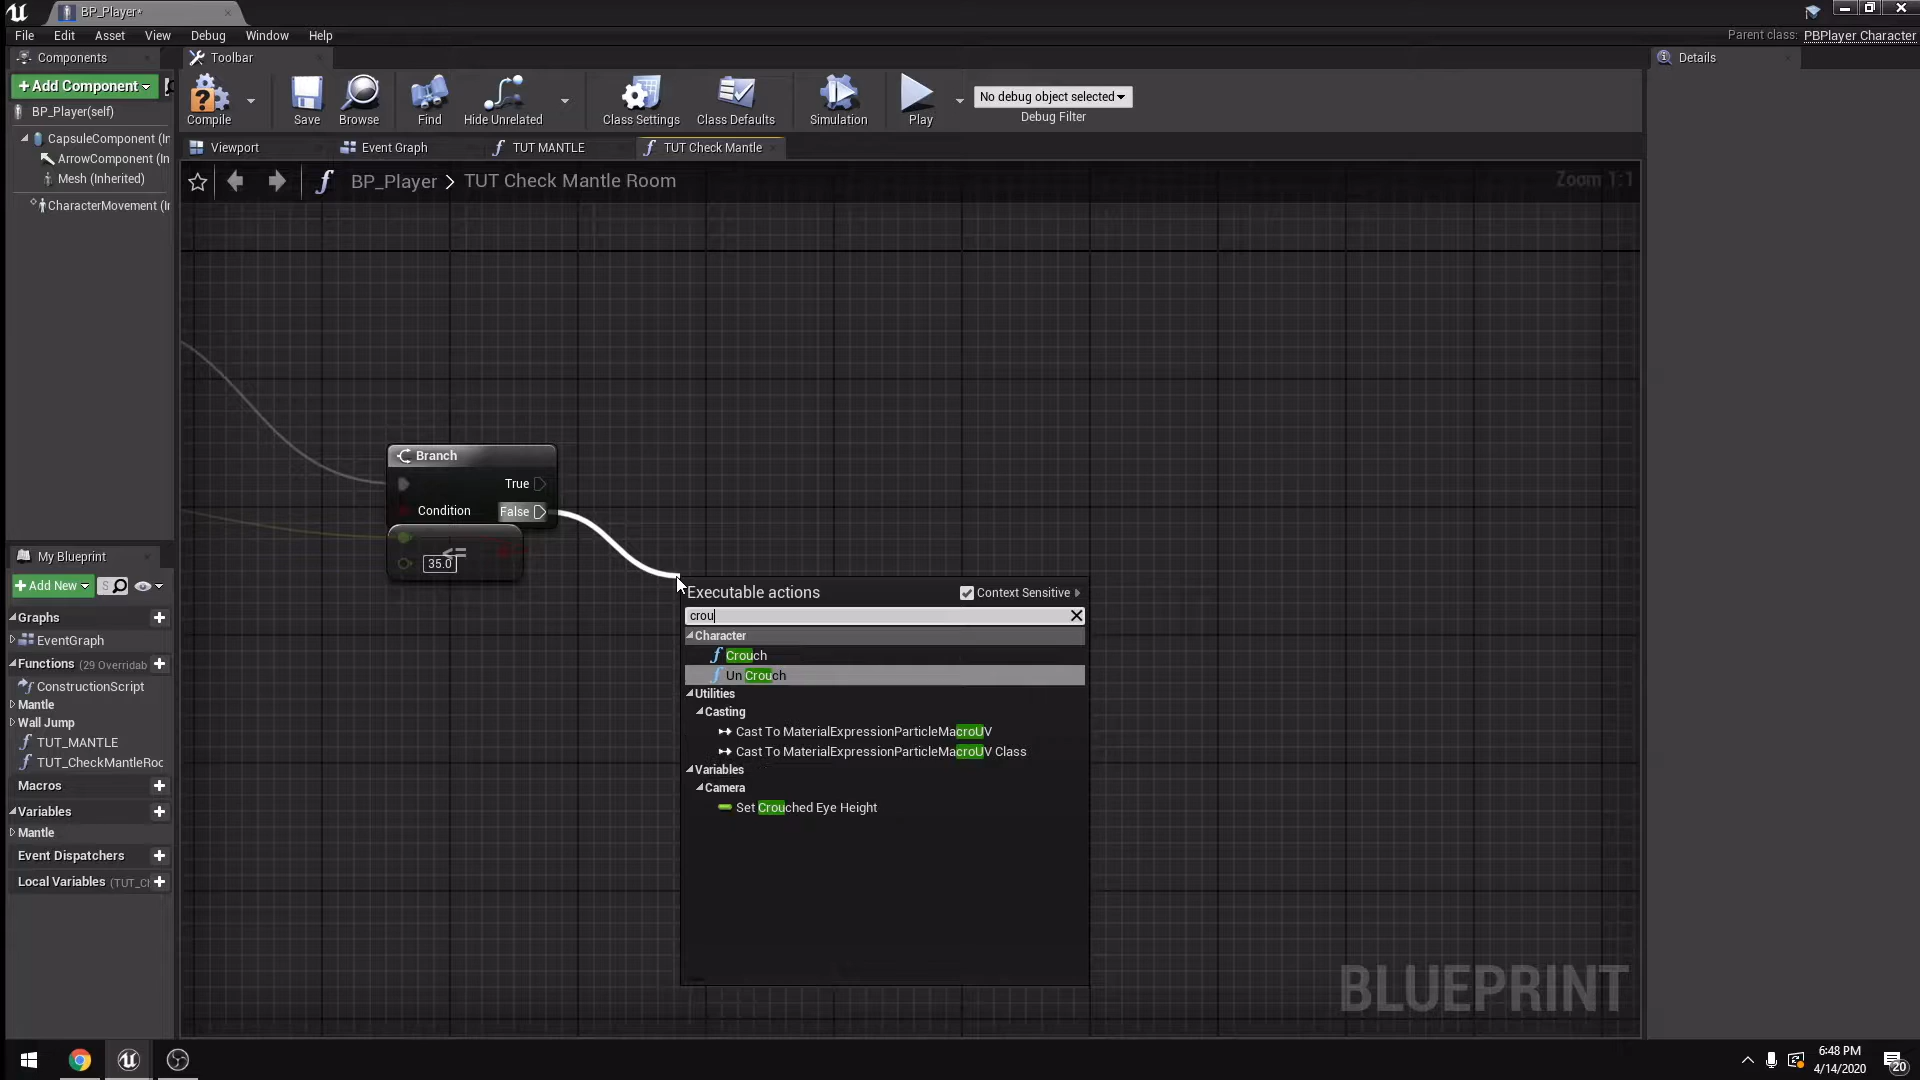 BP_Player*
File Edit Asset View Debug Window Help
Parent class: PBPlayer Character
Components
Toolbar
Details
+Add Component
BP_Player(self)
CapsuleComponent (In
ArrowComponent (In
Mesh (Inherited)
CharacterMovement (Ir
Compile
Save
Browse
Find
Hide Unrelated
Class Settings
Class Defaults
Simulation
Play
No debug object selected
Debug Filter
Viewport
Event Graph
TUT MANTLE
TUT Check Mantle
BP_Player > TUT Check Mantle Room
Zoom 1:1
Branch
True
Condition
False
<=
35.0
Executable actions
Context Sensitive
crou
Character
Crouch
Un Crouch
Utilities
Casting
Cast To MaterialExpressionParticleMacroUV
Cast To MaterialExpressionParticleMacroUV Class
Variables
Camera
Set Crouched Eye Height
My Blueprint
+Add New
S
Graphs
EventGraph
Functions (29 Overridab
ConstructionScript
Mantle
Wall Jump
TUT_MANTLE
TUT_CheckMantleRoo
Macros
Variables
Mantle
Event Dispatchers
Local Variables (TUT_Ch
BLUEPRINT
6:48 PM
4/14/2020
20